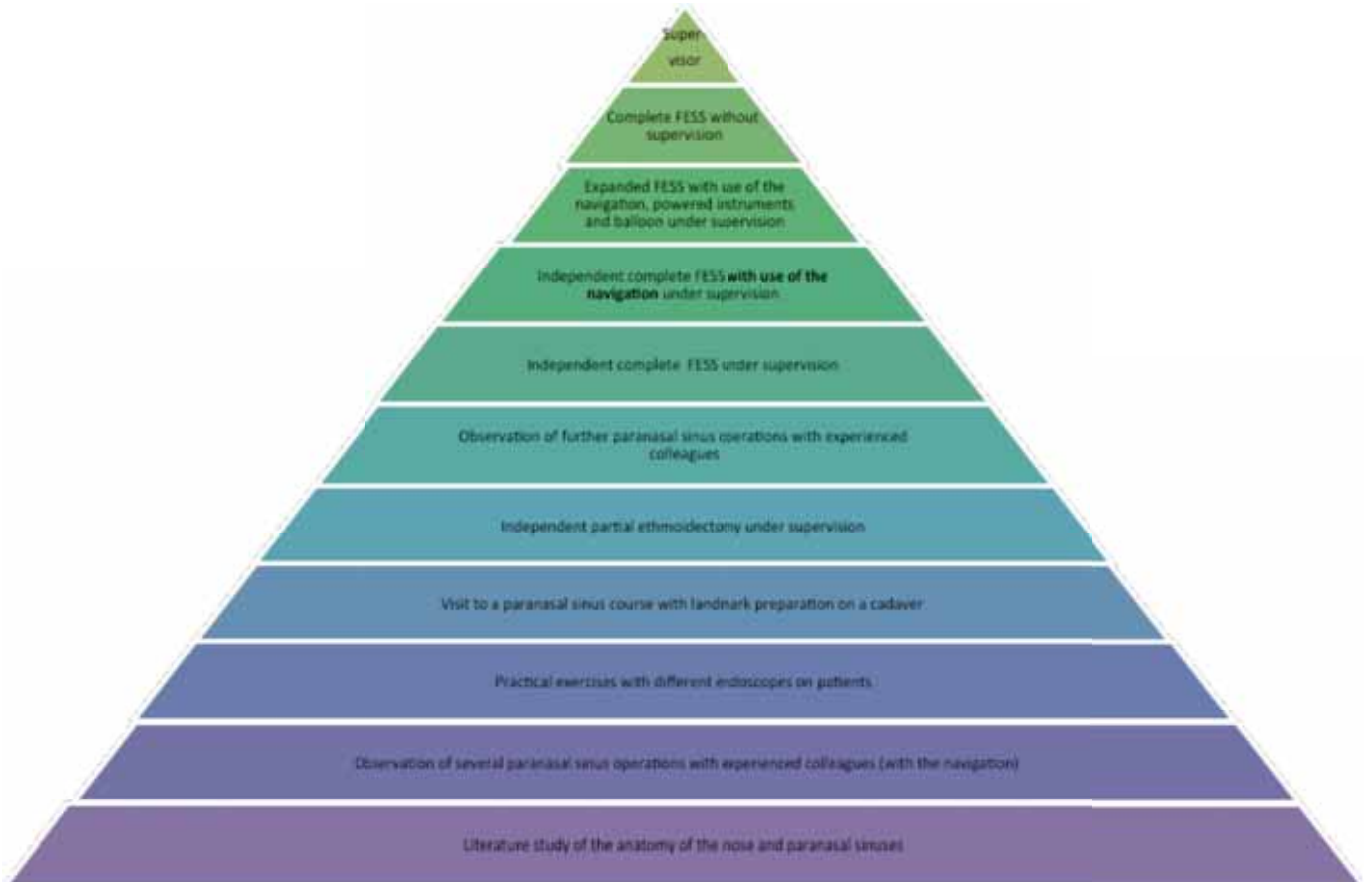 Super
visor
Complete FESS without
supervision
Expanded FESS with use of the
navigation, powered instruments
and balloon under supervision
Independent complete FESS with use of the
navigation under supervision
Independent complete FESS under supervision
Observation of further paranasal sinus operations with experienced
colleagues
Independent partial ethmoidectomy under supervision
Visit to a paranasal sinus course with landmark preparation on a cadaver
Practical exercises with different endoscopes on patients
Observation of several paranasal sinus operations with experienced colleagues (with the navigation)
Literature study of the anatomy of the nose and paranasal sinuses